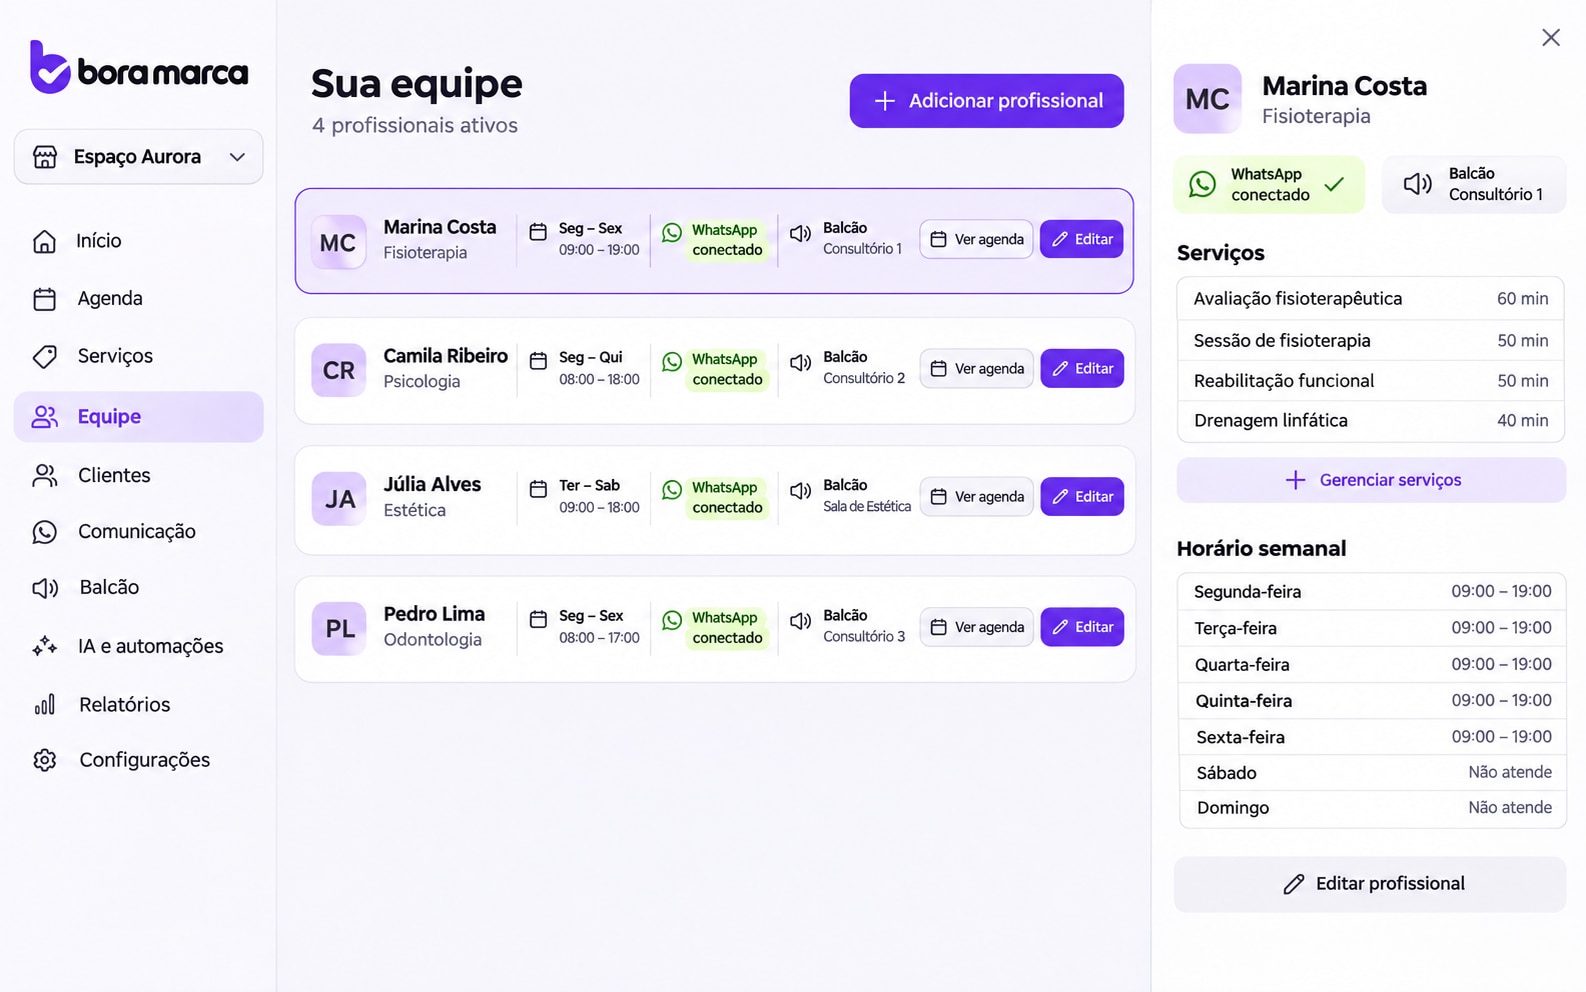 bora marca
Espaço Aurora
Início
Agenda
Serviços
Equipe
Clientes
Comunicação
Balcão
IA e automações
Relatórios
Configurações
Sua equipe
4 profissionais ativos
Adicionar profissional
MC
Marina Costa
Fisioterapia
Seg – Sex
09:00 – 19:00
WhatsApp
conectado
Balcão
Consultório 1
Ver agenda
Editar
CR
Camila Ribeiro
Psicologia
Seg – Qui
08:00 – 18:00
WhatsApp
conectado
Balcão
Consultório 2
Ver agenda
Editar
JA
Júlia Alves
Estética
Ter – Sab
09:00 – 18:00
WhatsApp
conectado
Balcão
Sala de Estética
Ver agenda
Editar
PL
Pedro Lima
Odontologia
Seg – Sex
08:00 – 17:00
WhatsApp
conectado
Balcão
Consultório 3
Ver agenda
Editar
MC
Marina Costa
Fisioterapia
WhatsApp
conectado
Balcão
Consultório 1
Serviços
Avaliação fisioterapêutica 60 min
Sessão de fisioterapia 50 min
Reabilitação funcional 50 min
Drenagem linfática 40 min
Gerenciar serviços
Horário semanal
Segunda-feira 09:00 – 19:00
Terça-feira 09:00 – 19:00
Quarta-feira 09:00 – 19:00
Quinta-feira 09:00 – 19:00
Sexta-feira 09:00 – 19:00
Sábado Não atende
Domingo Não atende
Editar profissional